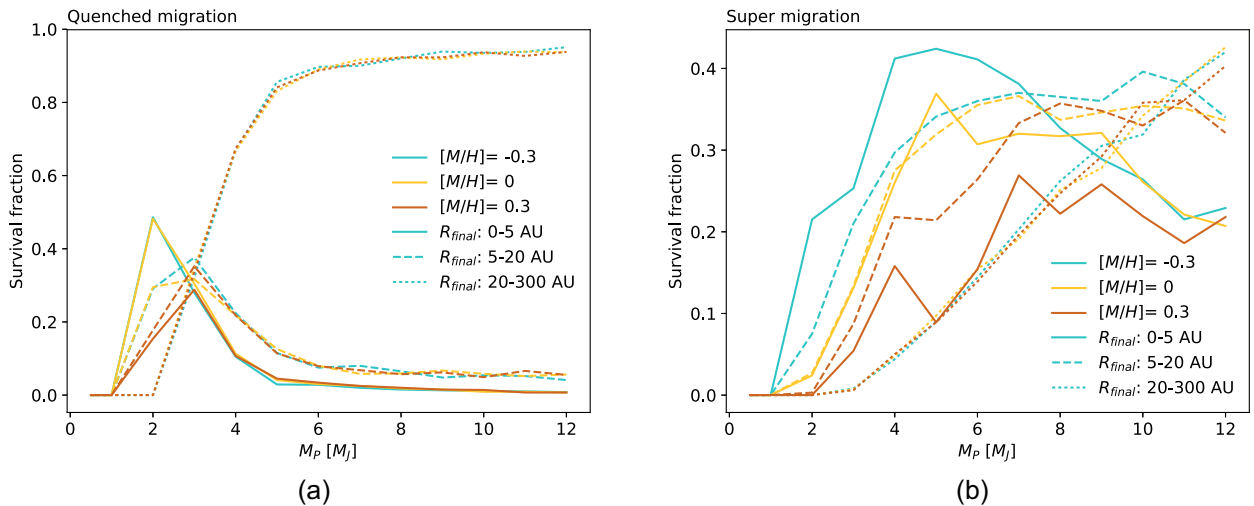 Quenched migration
1.0
0.8
0.6
0.4
0.2
0.0
Survival fraction
[M/H]= -0.3
[M/H]= 0
[M/H]= 0.3
R_final: 0-5 AU
R_final: 5-20 AU
R_final: 20-300 AU
0 2 4 6 8 10 12
M_P [M_J]
(a)
Super migration
0.4
0.3
0.2
0.1
0.0
Survival fraction
[M/H]= -0.3
[M/H]= 0
[M/H]= 0.3
R_final: 0-5 AU
R_final: 5-20 AU
R_final: 20-300 AU
0 2 4 6 8 10 12
M_P [M_J]
(b)